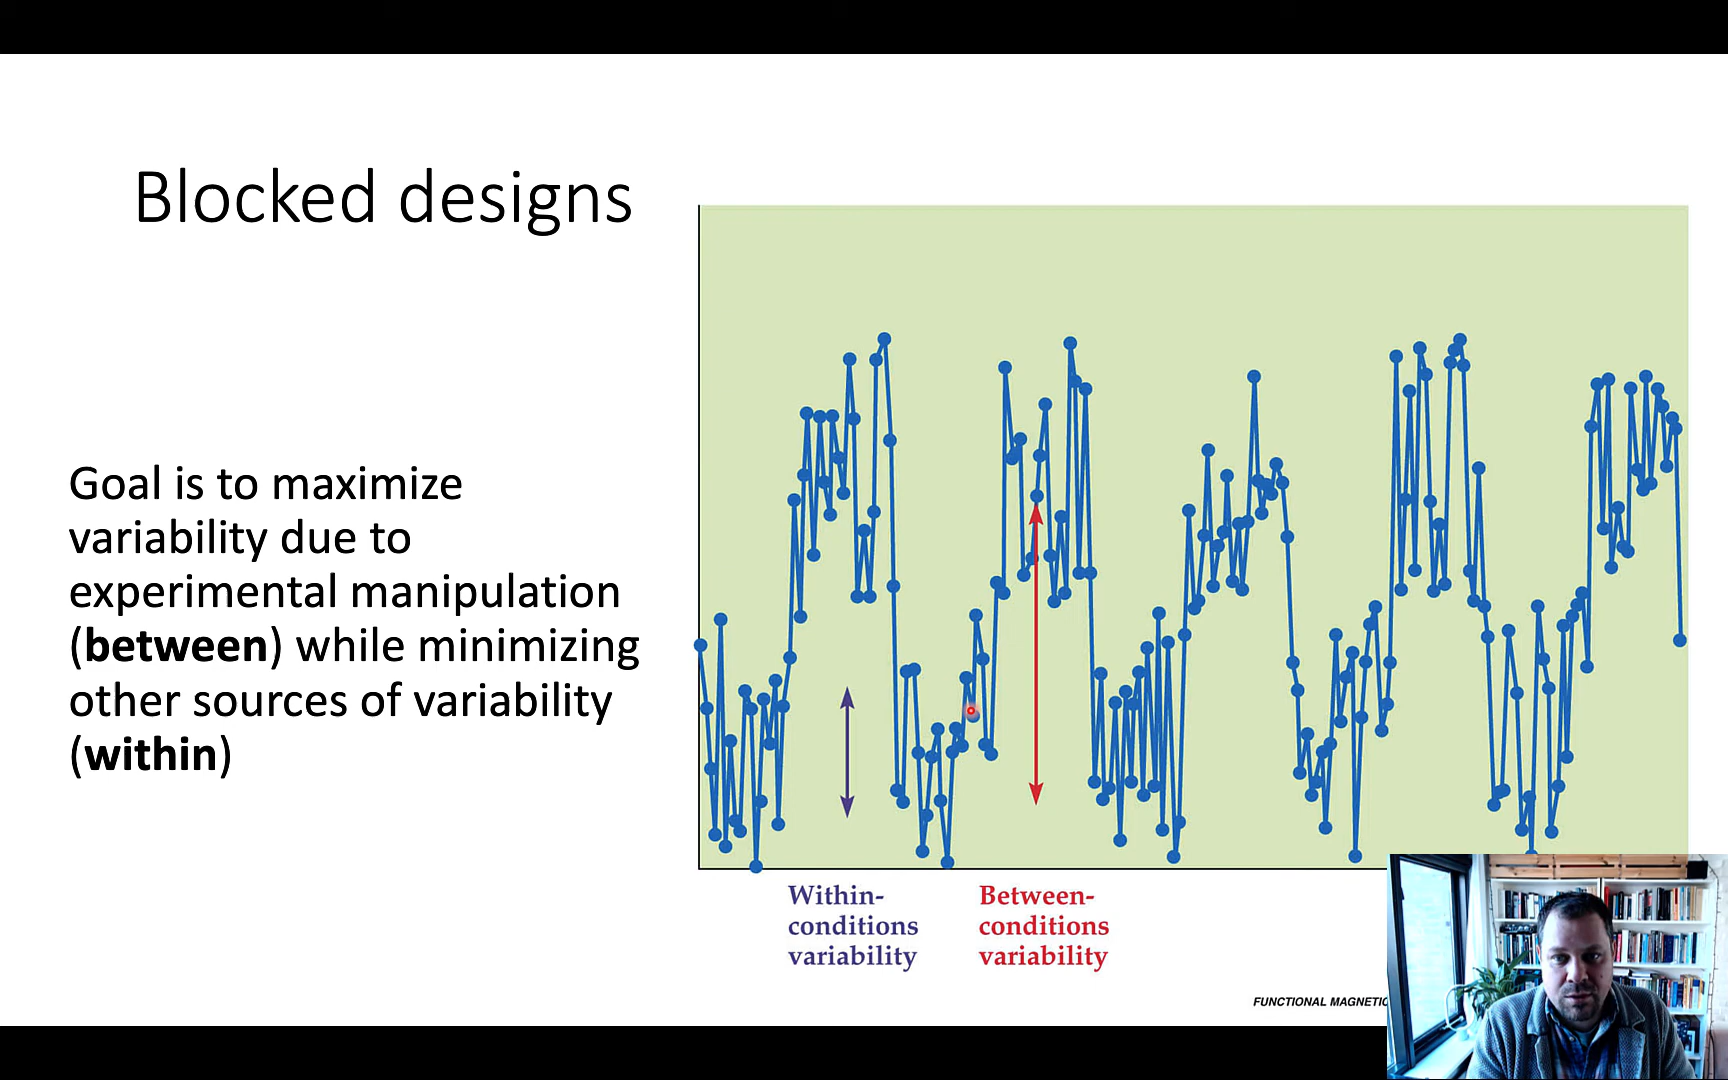 Blocked designs
Goal is to maximize
variability due to
experimental manipulation
(between) while minimizing
other sources of variability
(within)
Within-
conditions
variability
Between-
conditions
variability
FUNCTIONAL MAGNETIC